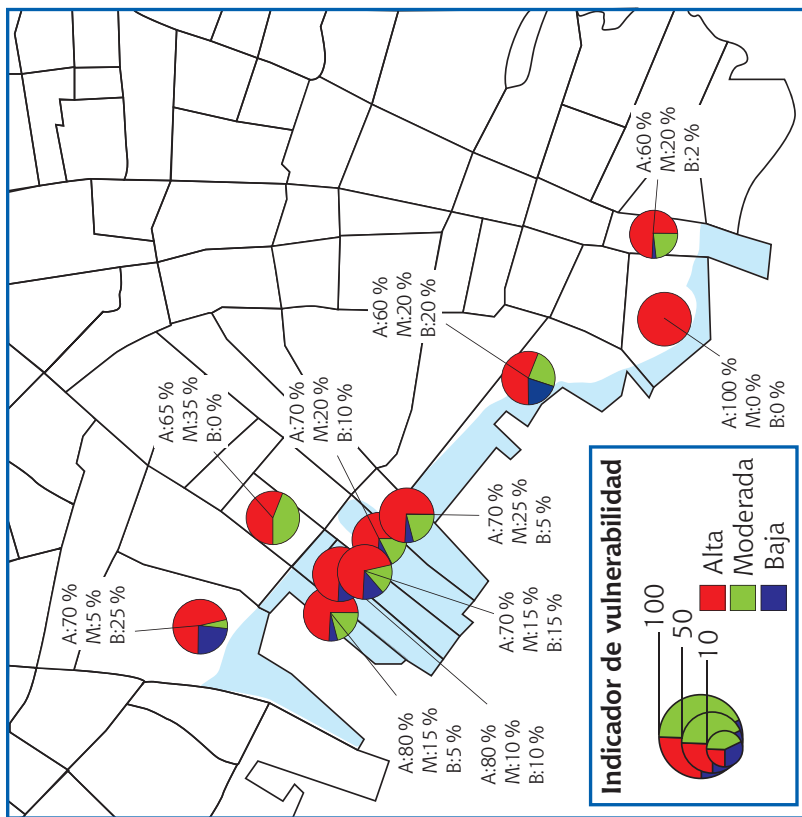 A:70 %
M:5 %
B:25 %
A:65 %
M:35 %
B:0 %
A:70 %
M:20 %
B:10 %
A:60 %
M:20 %
B:20 %
A:60 %
M:20 %
B:2 %
A:80 %
M:15 %
B:5 %
A:80 %
M:10 %
B:10 %
A:70 %
M:15 %
B:15 %
A:70 %
M:25 %
B:5 %
A:100 %
M:0 %
B:0 %
Indicador de vulnerabilidad
100
50
10
Alta
Moderada
Baja